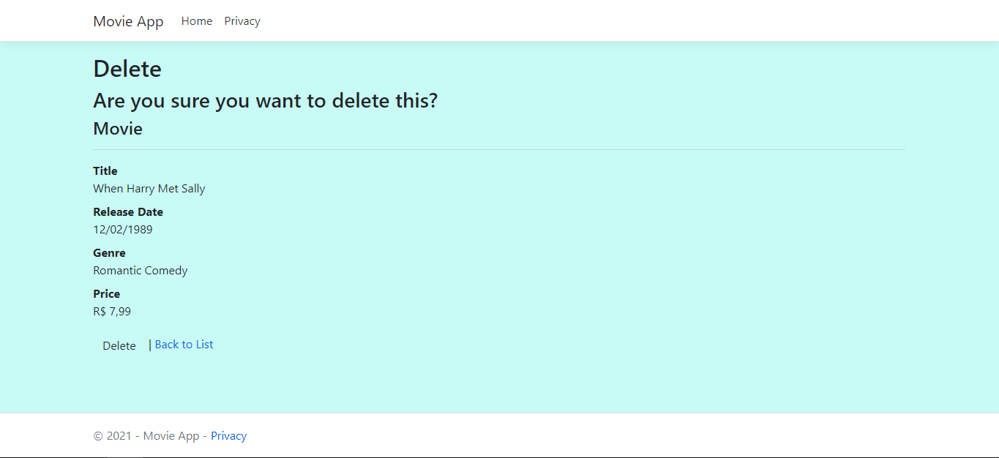 Movie App Home Privacy
Delete
Are you sure you want to delete this?
Movie
Title
When Harry Met Sally
Release Date
12/02/1989
Genre
Romantic Comedy
Price
R$ 7,99
Delete | Back to List
© 2021 - Movie App - Privacy